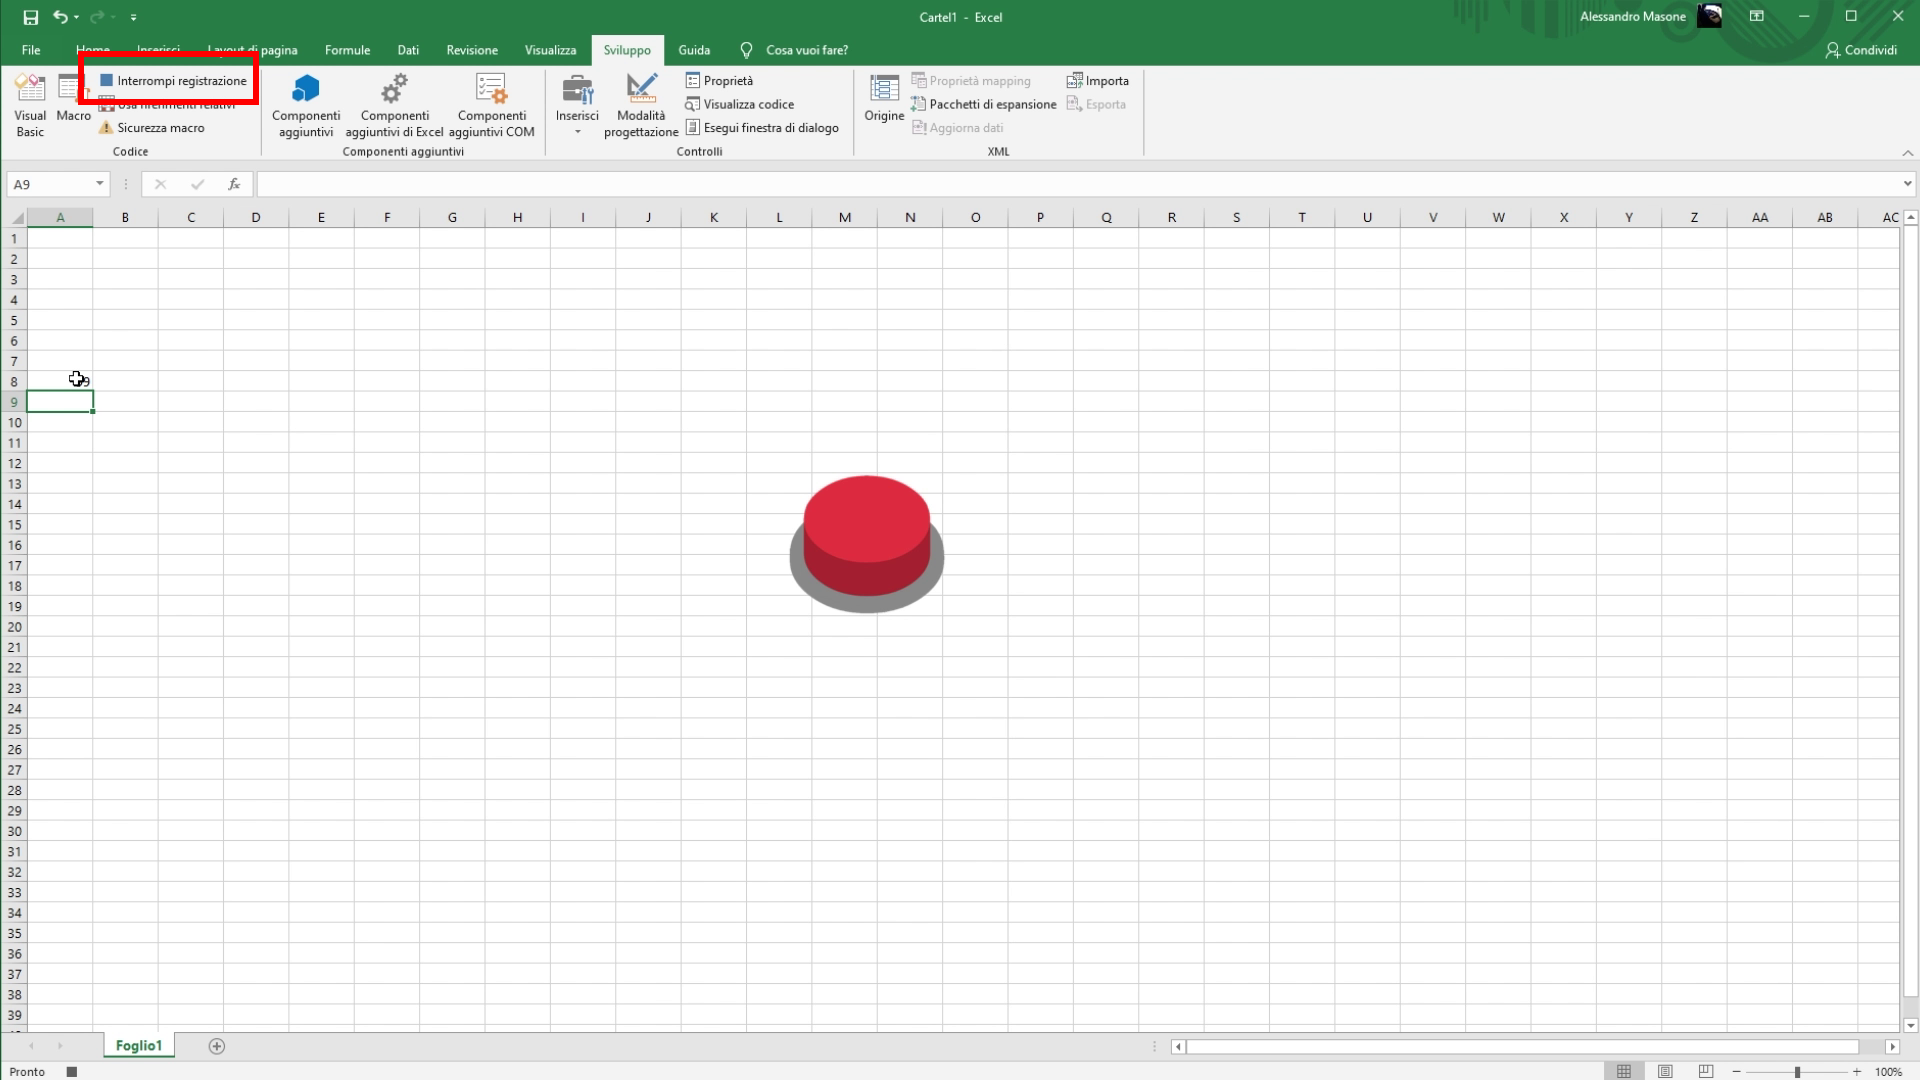 Cartel1 - Excel
Alessandro Masone
File
Home
Inserisci
Layout di pagina
Formule
Dati
Revisione
Visualizza
Sviluppo
Guida
Cosa vuoi fare?
Condividi
Visual Basic
Macro
Interrompi registrazione
Usa riferimenti relativi
Sicurezza macro
Codice
Componenti aggiuntivi
Componenti aggiuntivi di Excel
Componenti aggiuntivi COM
Componenti aggiuntivi
Inserisci
Modalità progettazione
Proprietà
Visualizza codice
Esegui finestra di dialogo
Controlli
Origine
Proprietà mapping
Pacchetti di espansione
Aggiorna dati
Importa
Esporta
XML
A9
fx
A B C D E F G H I J K L M N O P Q R S T U V W X Y Z AA AB AC
1
2
3
4
5
6
7
8
9
10
11
12
13
14
15
16
17
18
19
20
21
22
23
24
25
26
27
28
29
30
31
32
33
34
35
36
37
38
39
Foglio1
Pronto
100%